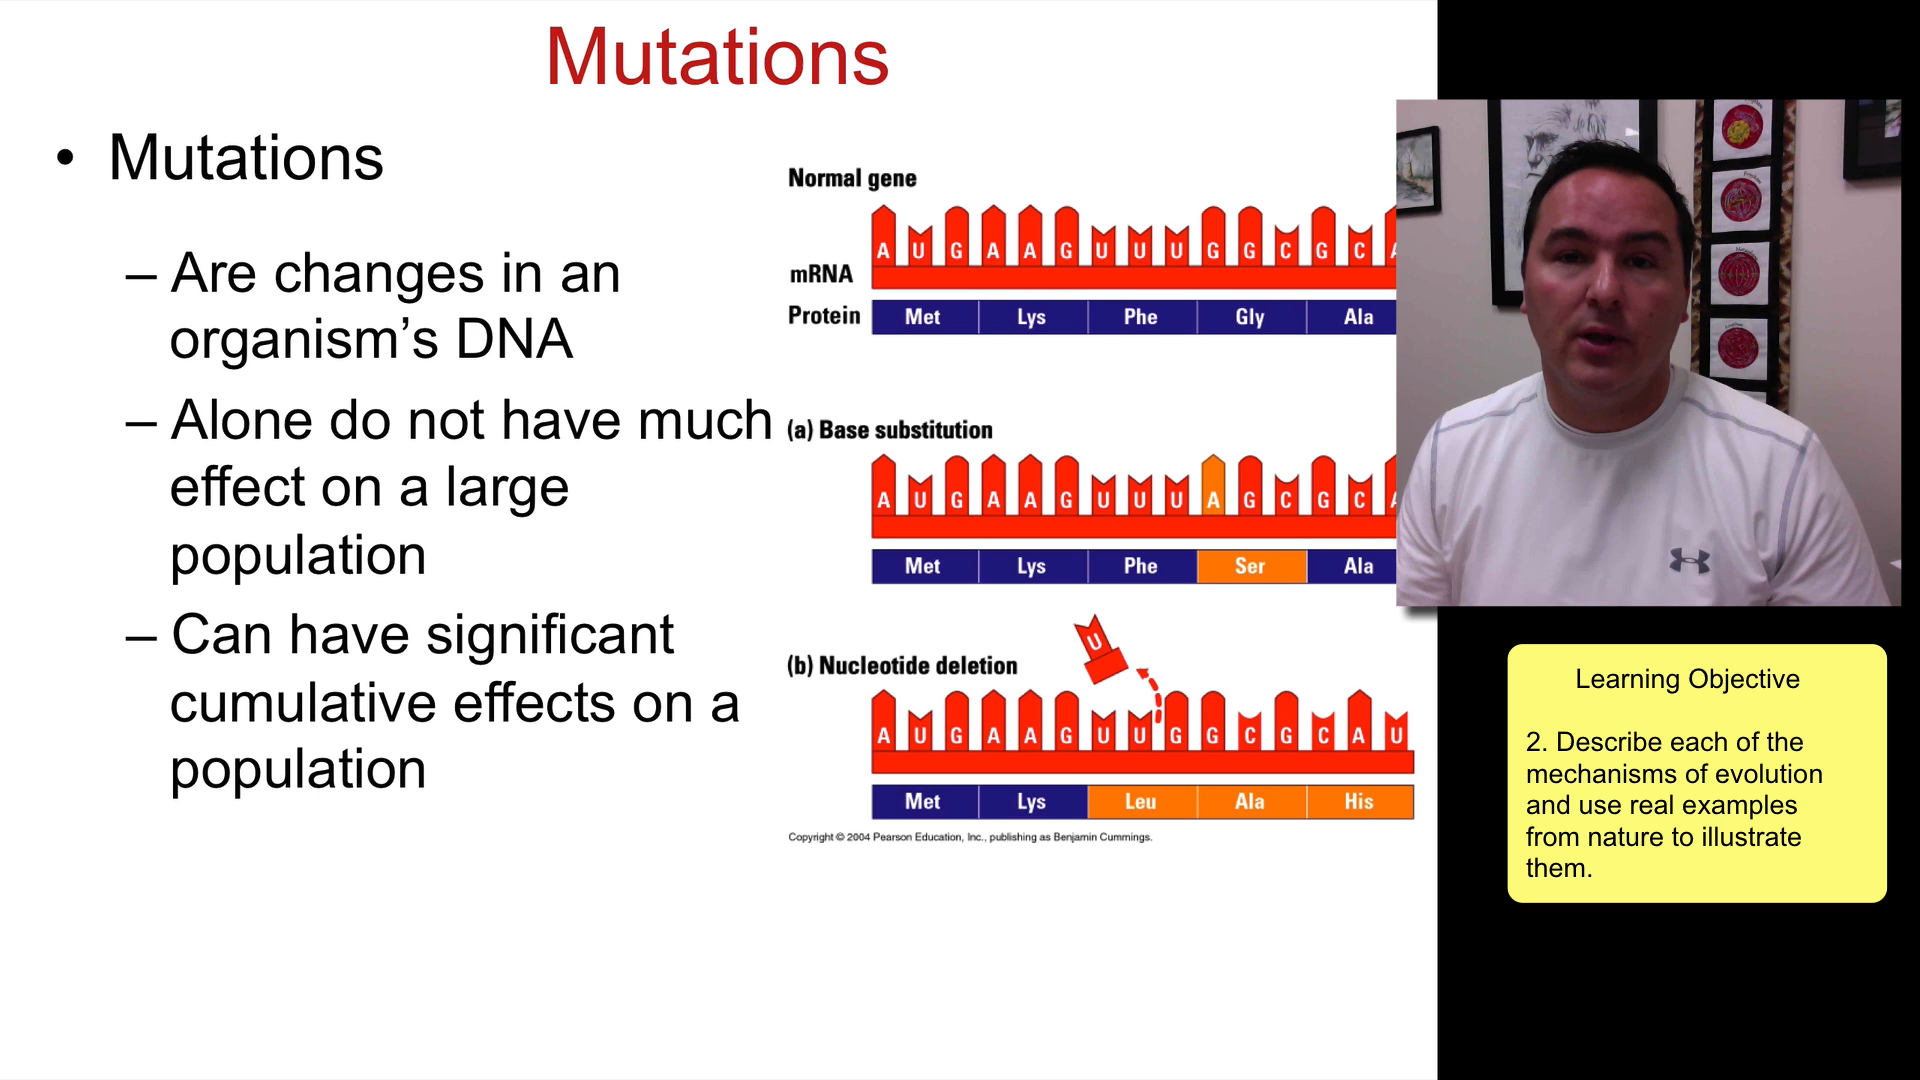 Mutations
• Mutations
– Are changes in an
organism’s DNA
– Alone do not have much
effect on a large
population
– Can have significant
cumulative effects on a
population
Normal gene
A U G A A G U U U G G C G C A
mRNA
Protein Met Lys Phe Gly Ala
(a) Base substitution
A U G A A G U U U A G C G C A
Met Lys Phe Ser Ala
U
(b) Nucleotide deletion
A U G A A G U U G G C G C A U
Met Lys Leu Ala His
Copyright © 2004 Pearson Education, Inc., publishing as Benjamin Cummings.
Learning Objective
2. Describe each of the
mechanisms of evolution
and use real examples
from nature to illustrate
them.